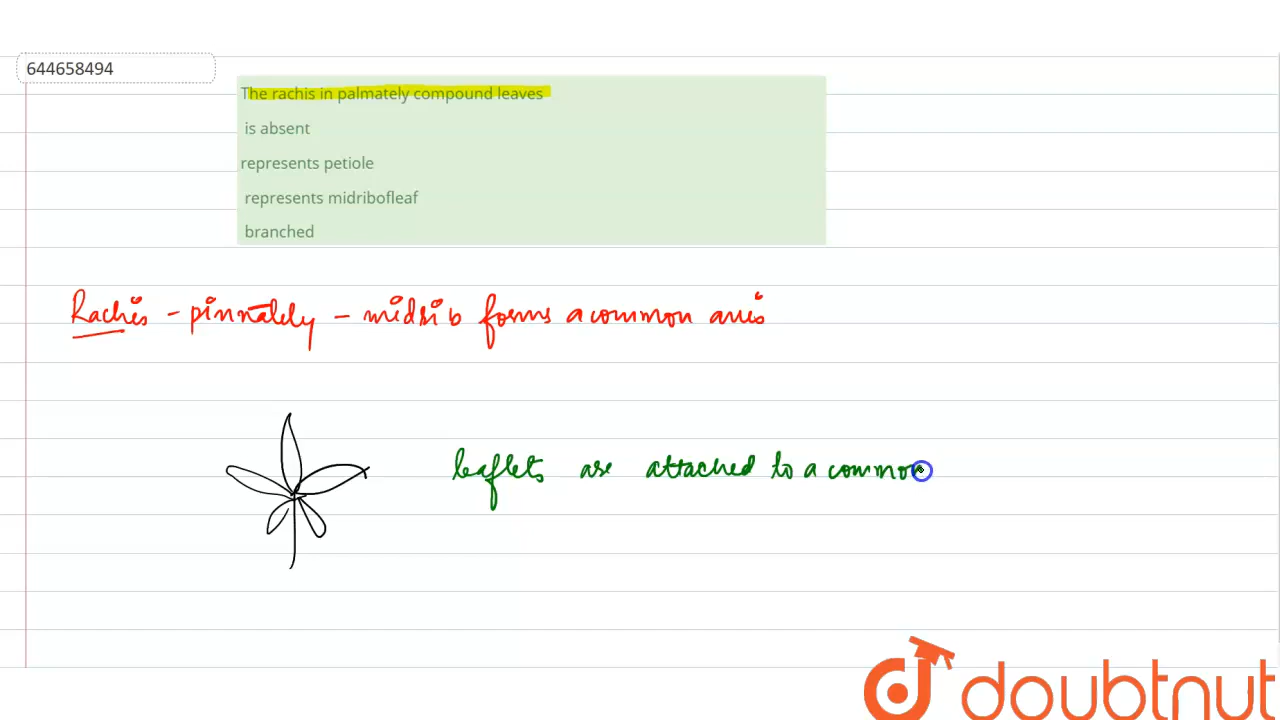 644658494
The rachis in palmately compound leaves
is absent
represents petiole
represents midribofleaf
branched
Rachis - pinnately - midrib forms a common axis
leaflets are attached to a common
doubtnut